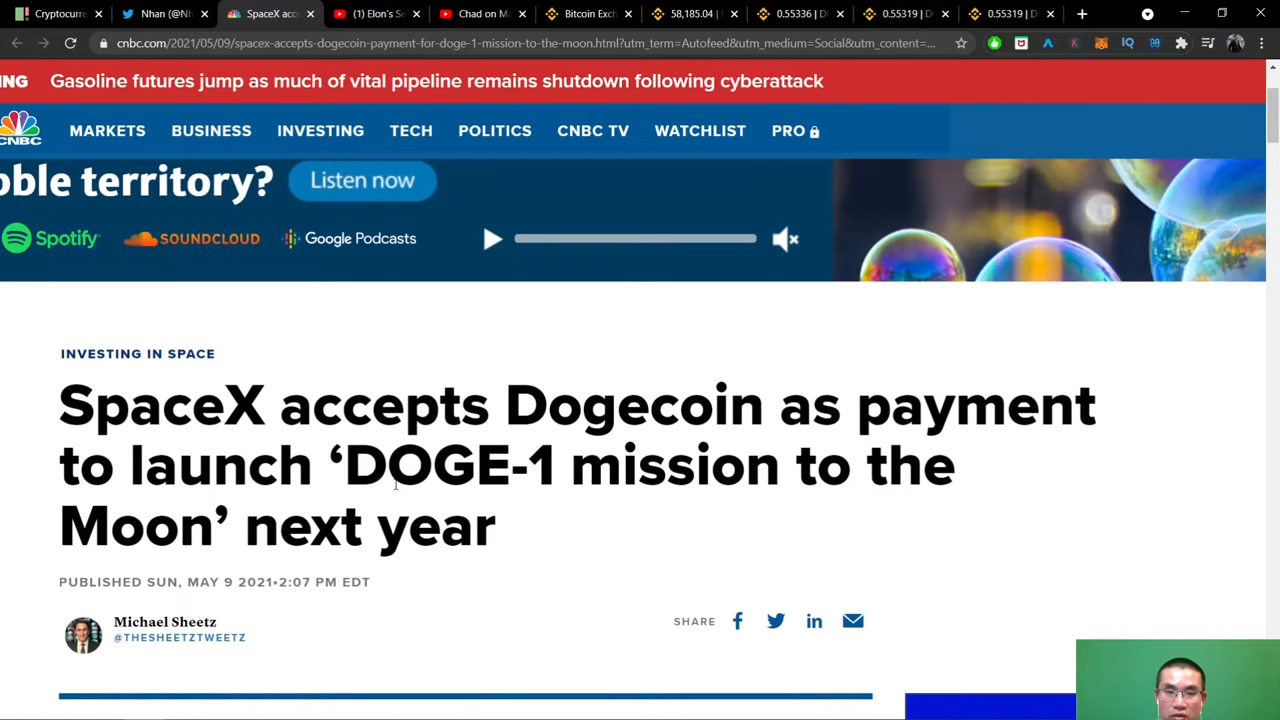 Cryptocurre
Nhan (@Nh
SpaceX acc
(1) Elon's Se
Chad on M
Bitcoin Exch
58,185.04 |
0.55336 | D
0.55319 | D
0.55319 | D
cnbc.com/2021/05/09/spacex-accepts-dogecoin-payment-for-doge-1-mission-to-the-moon.html?utm_term=Autofeed&utm_medium=Social&utm_content=...
NG Gasoline futures jump as much of vital pipeline remains shutdown following cyberattack
CNBC MARKETS BUSINESS INVESTING TECH POLITICS CNBC TV WATCHLIST PRO
bble territory? Listen now
Spotify SOUNDCLOUD Google Podcasts
INVESTING IN SPACE
SpaceX accepts Dogecoin as payment
to launch ‘DOGE-1 mission to the
Moon’ next year
PUBLISHED SUN, MAY 9 2021•2:07 PM EDT
Michael Sheetz
@THESHEETZTWEETZ
SHARE